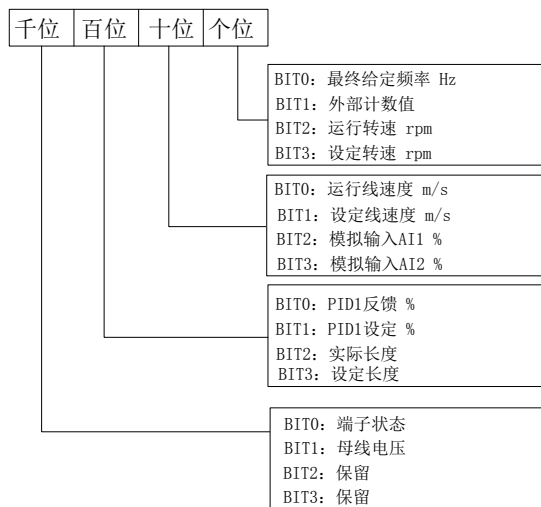 千位 百位 十位 个位
BIT0: 最终给定频率 Hz
BIT1: 外部计数值
BIT2: 运行转速 rpm
BIT3: 设定转速 rpm
BIT0: 运行线速度 m/s
BIT1: 设定线速度 m/s
BIT2: 模拟输入AI1 %
BIT3: 模拟输入AI2 %
BIT0: PID1反馈 %
BIT1: PID1设定 %
BIT2: 实际长度
BIT3: 设定长度
BIT0: 端子状态
BIT1: 母线电压
BIT2: 保留
BIT3: 保留